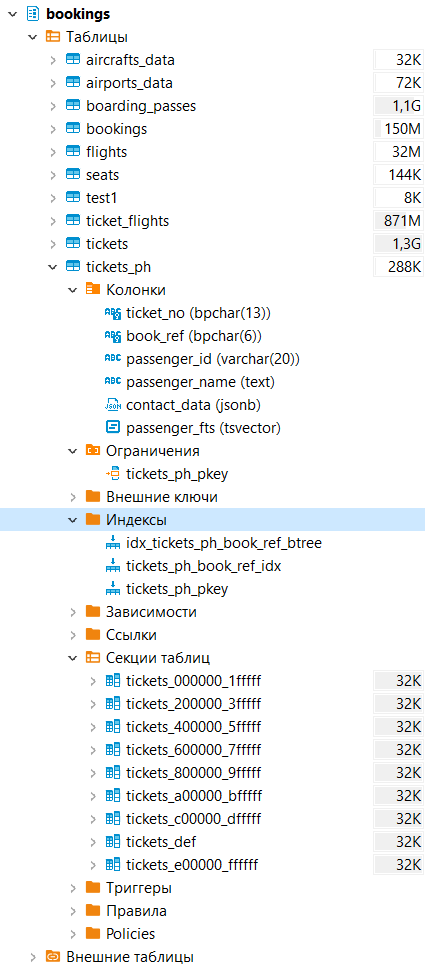 bookings
Таблицы
aircrafts_data 32K
airports_data 72K
boarding_passes 1,1G
bookings 150M
flights 32M
seats 144K
test1 8K
ticket_flights 871M
tickets 1,3G
tickets_ph 288K
Колонки
ticket_no (bpchar(13))
book_ref (bpchar(6))
ABC passenger_id (varchar(20))
ABC passenger_name (text)
JSON contact_data (jsonb)
passenger_fts (tsvector)
Ограничения
tickets_ph_pkey
Внешние ключи
Индексы
idx_tickets_ph_book_ref_btree
tickets_ph_book_ref_idx
tickets_ph_pkey
Зависимости
Ссылки
Секции таблиц
tickets_000000_1fffff 32K
tickets_200000_3fffff 32K
tickets_400000_5fffff 32K
tickets_600000_7fffff 32K
tickets_800000_9fffff 32K
tickets_a00000_bfffff 32K
tickets_c00000_dfffff 32K
tickets_def 32K
tickets_e00000_ffffff 32K
Триггеры
Правила
Policies
Внешние таблицы